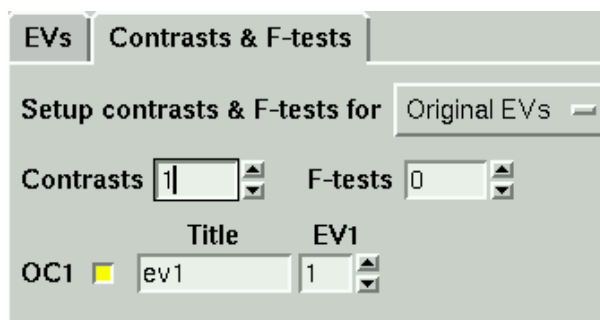 EVs Contrasts & F-tests
Setup contrasts & F-tests for Original EVs
Contrasts 1 F-tests 0
Title EV1
OC1 ev1 1